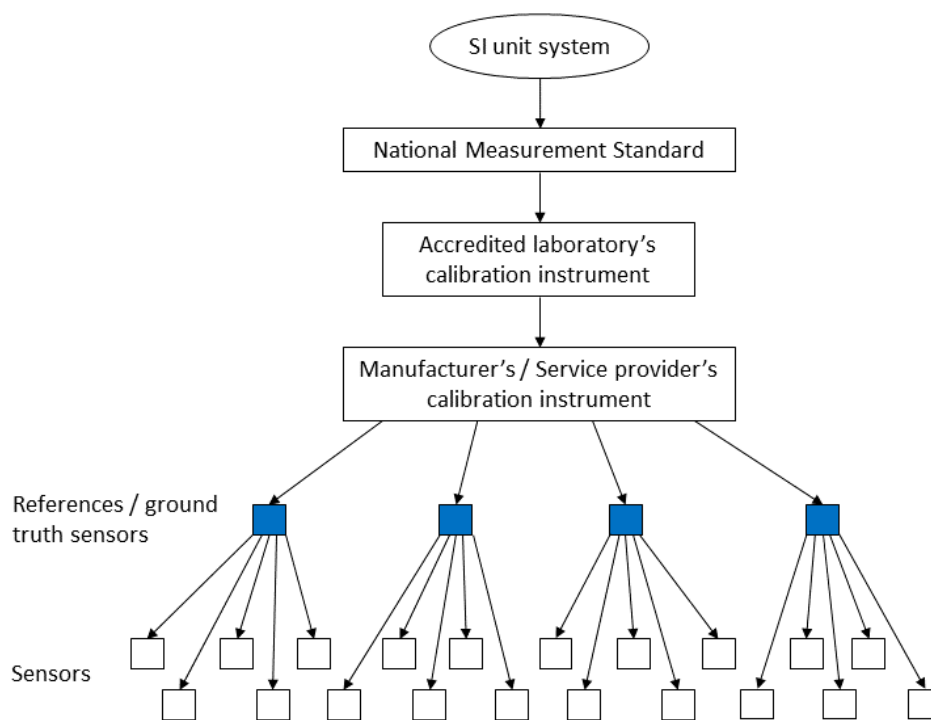 SI unit system
National Measurement Standard
Accredited laboratory’s
calibration instrument
Manufacturer’s / Service provider’s
calibration instrument
References / ground
truth sensors
Sensors